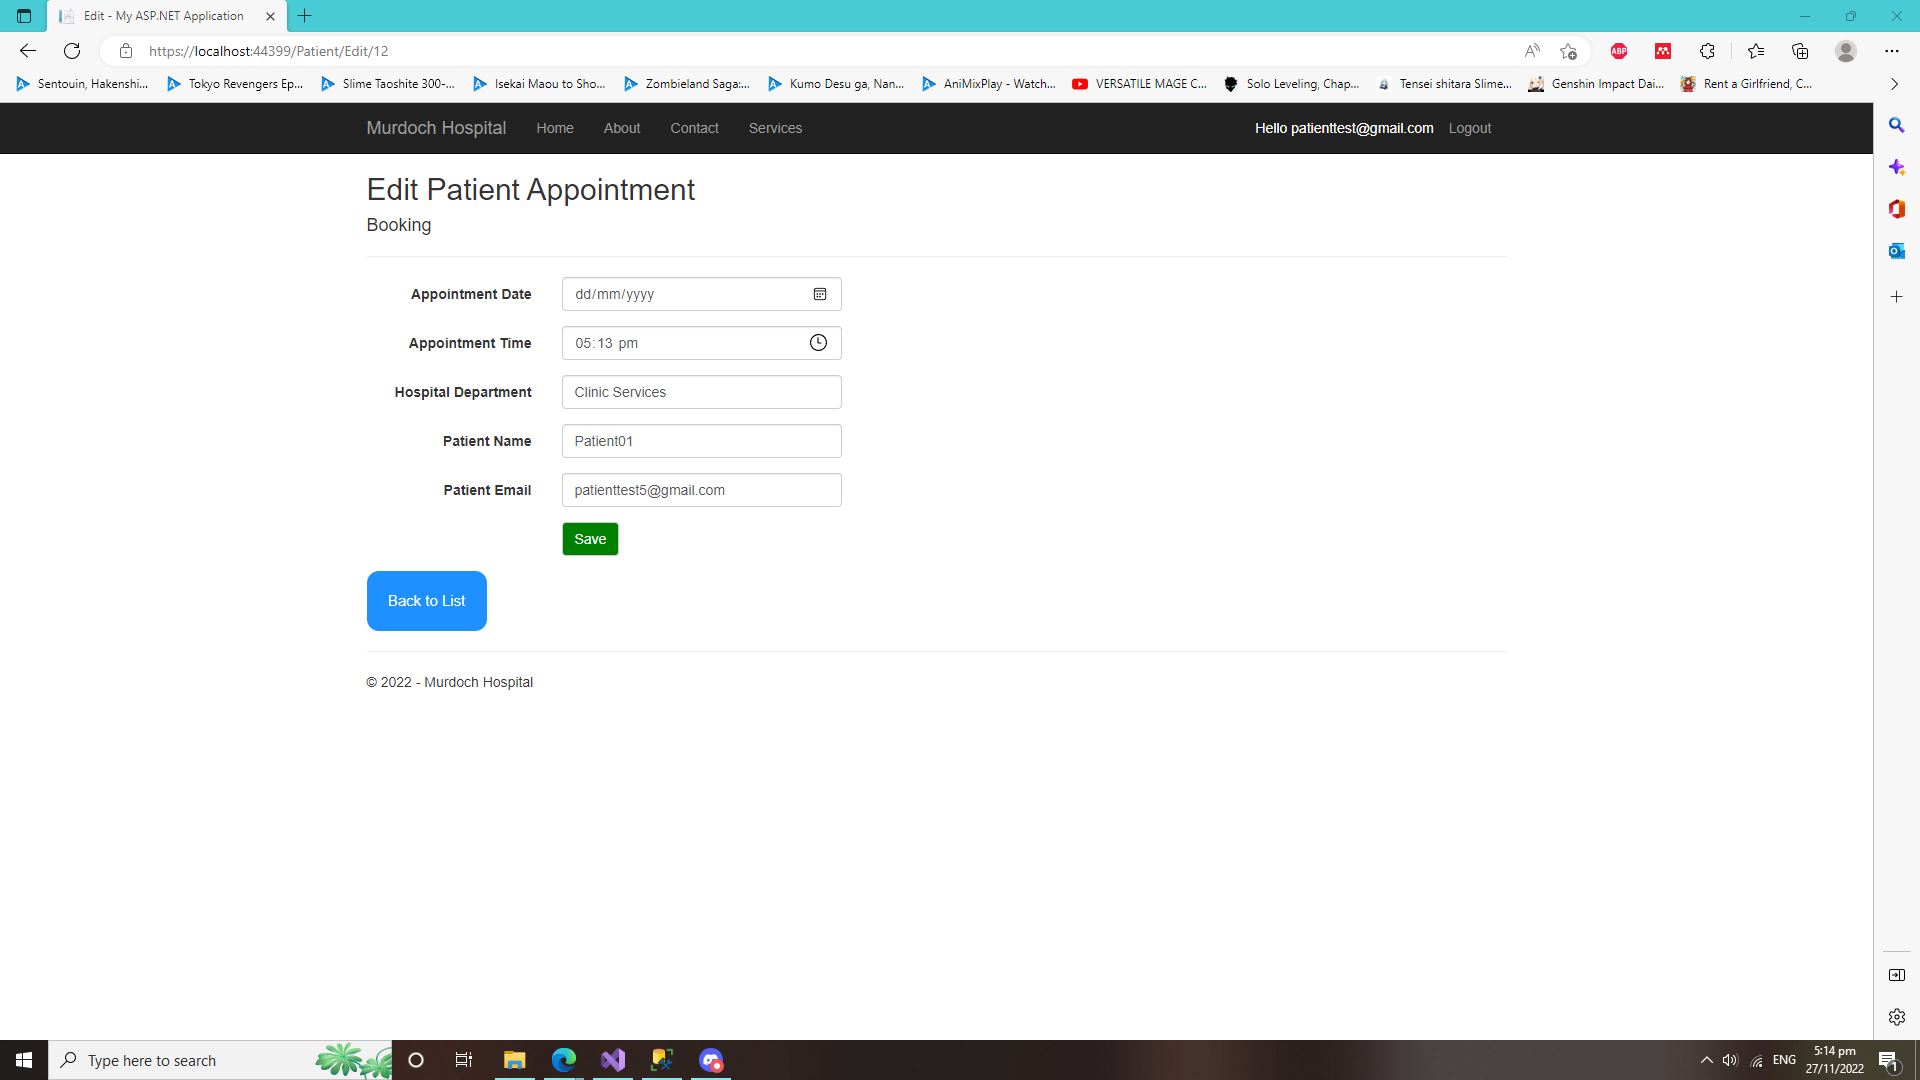 Edit - My ASP.NET Application
https://localhost:44399/Patient/Edit/12
ABP
Sentouin, Hakenshi... Tokyo Revengers Ep... Slime Taoshite 300-... Isekai Maou to Sho... Zombieland Saga:... Kumo Desu ga, Nan... AniMixPlay - Watch... VERSATILE MAGE C... Solo Leveling, Chap... Tensei shitara Slime... Genshin Impact Dai... Rent a Girlfriend, C...
Murdoch Hospital Home About Contact Services Hello patienttest@gmail.com Logout
Edit Patient Appointment
Booking
Appointment Date dd/mm/yyyy
Appointment Time 05:13 pm
Hospital Department Clinic Services
Patient Name Patient01
Patient Email patienttest5@gmail.com
Save
Back to List
© 2022 - Murdoch Hospital
Type here to search
ENG
5:14 pm
27/11/2022
1